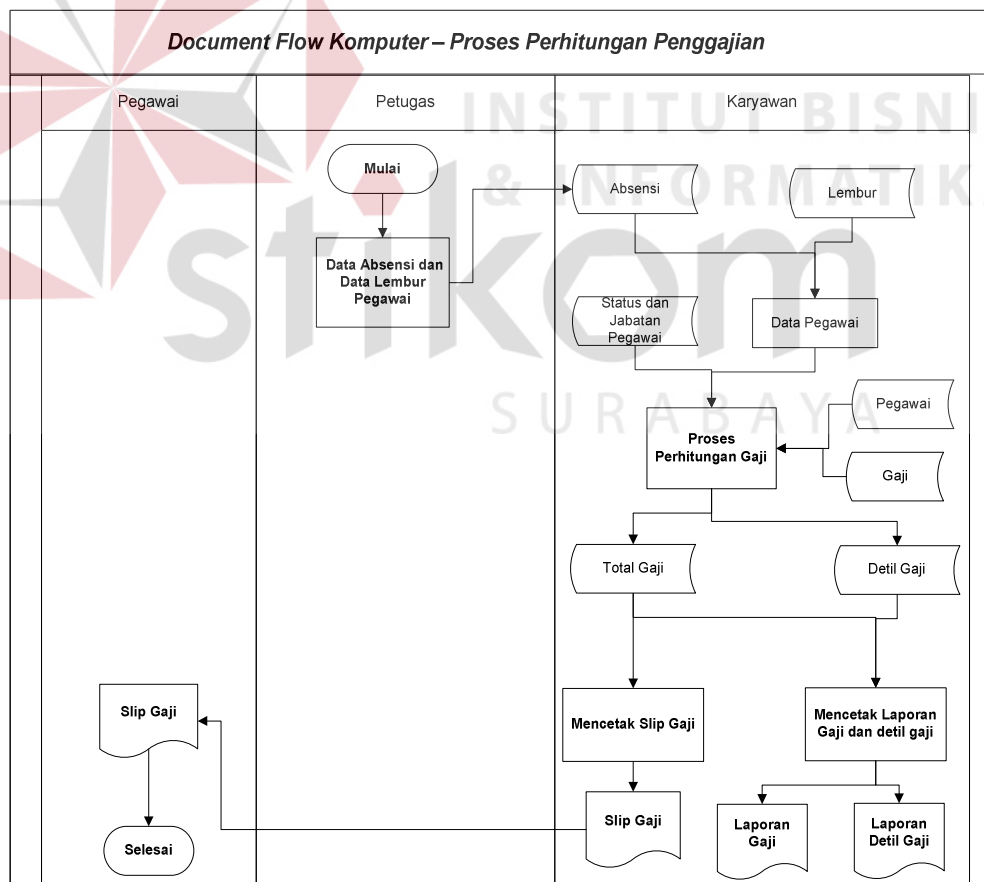 Document Flow Komputer – Proses Perhitungan Penggajian
Pegawai
Petugas
Karyawan
INSTITUT BISNI
& INFORMATIK
stikom
SURABAYA
Mulai
Absensi
Lembur
Data Absensi dan
Data Lembur
Pegawai
Status dan
Jabatan
Pegawai
Data Pegawai
Pegawai
Proses
Perhitungan Gaji
Gaji
Total Gaji
Detil Gaji
Slip Gaji
Mencetak Slip Gaji
Mencetak Laporan
Gaji dan detil gaji
Slip Gaji
Laporan
Gaji
Laporan
Detil Gaji
Selesai